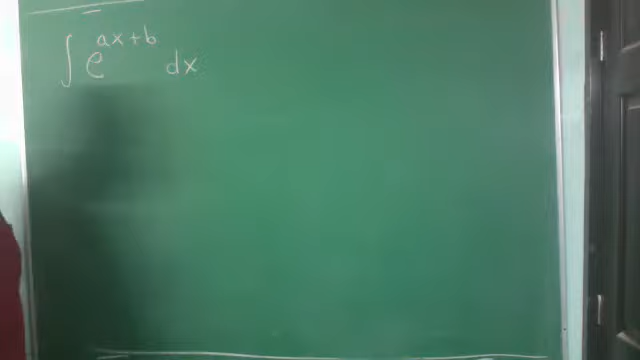 ∫ e^{ax+b} dx